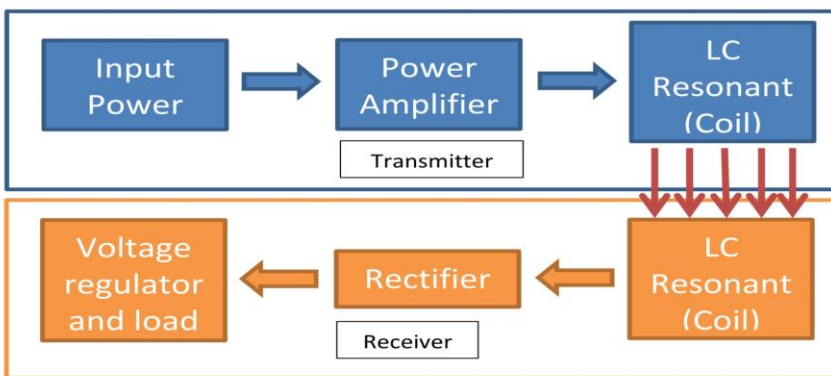 Input
Power
Power
Amplifier
LC
Resonant
(Coil)
Transmitter
Voltage
regulator
and load
Rectifier
LC
Resonant
(Coil)
Receiver